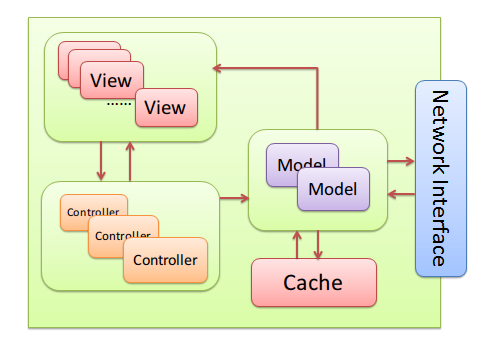 View
......
View
Model
Model
Network Interface
Controller
Controller
Controller
Cache